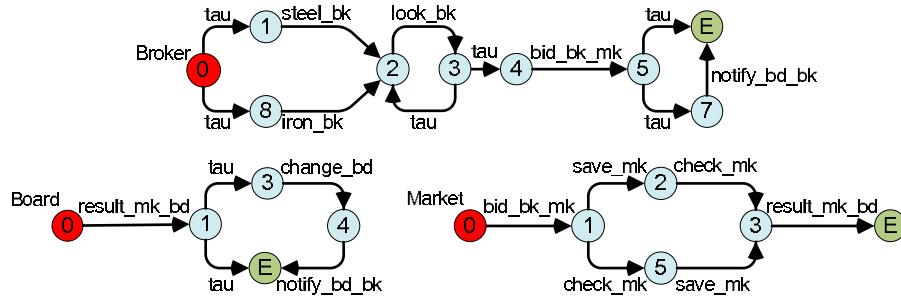 tau steel_bk look_bk tau
1 E
Broker tau bid_bk_mk
0 2 3 4 5
notify_bd_bk
8 7
tau iron_bk tau tau
tau change_bd save_mk check_mk
3 2
Board result_mk_bd Market bid_bk_mk result_mk_bd
0 1 4 0 1 3 E
E 5
tau notify_bd_bk check_mk save_mk